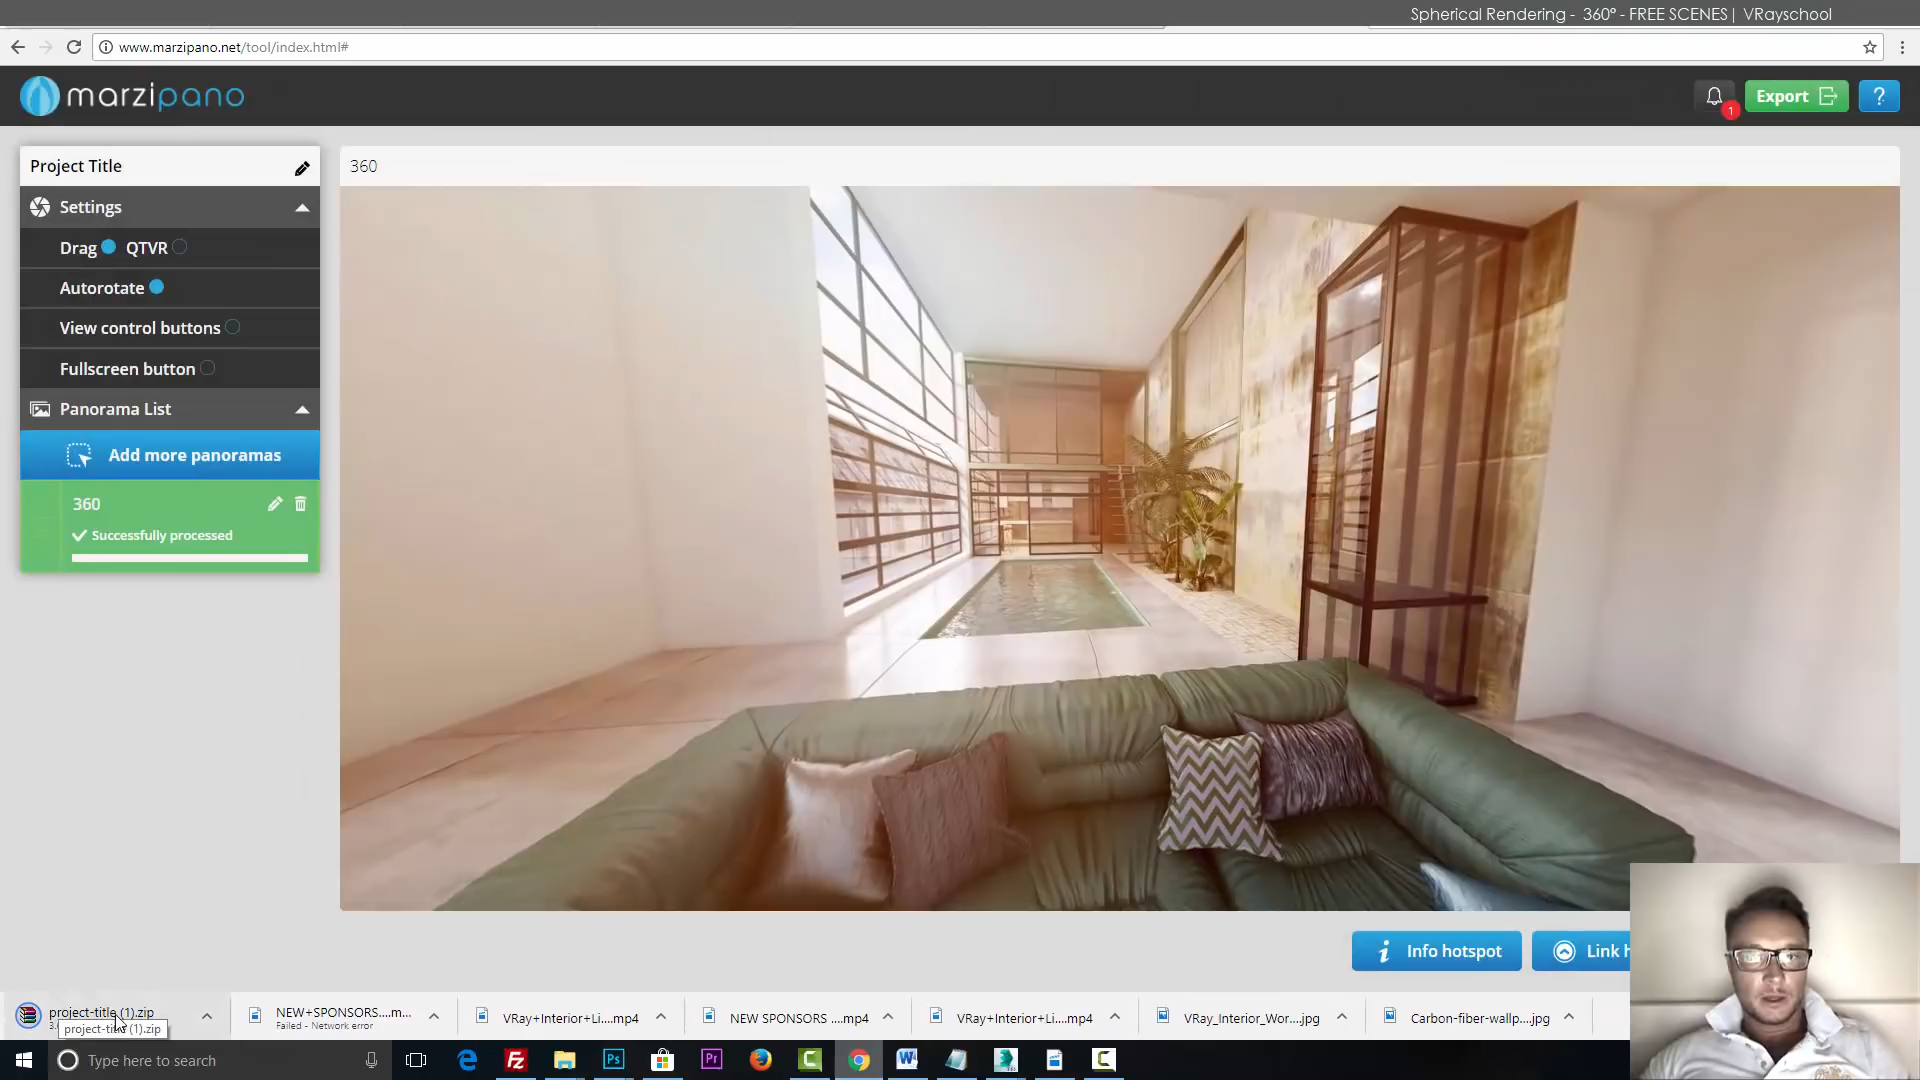 Spherical Rendering -  360° - FREE SCENES| VRayschool
www.marzipano.net/tool/index.html#
marzipano
1
Export
?
Project Title
360
Settings
Drag QTVR
Autorotate
View control buttons
Fullscreen button
Panorama List
Add more panoramas
360
Successfully processed
i Info hotspot
Link h
project-title (1).zip
project-title (1).zip
NEW+SPONSORS....m...
Failed - Network error
VRay+Interior+Li....mp4
NEW SPONSORS ....mp4
VRay+Interior+Li....mp4
VRay_Interior_Wor....jpg
Carbon-fiber-wallp....jpg
Type here to search
Fz
Ps
Pr